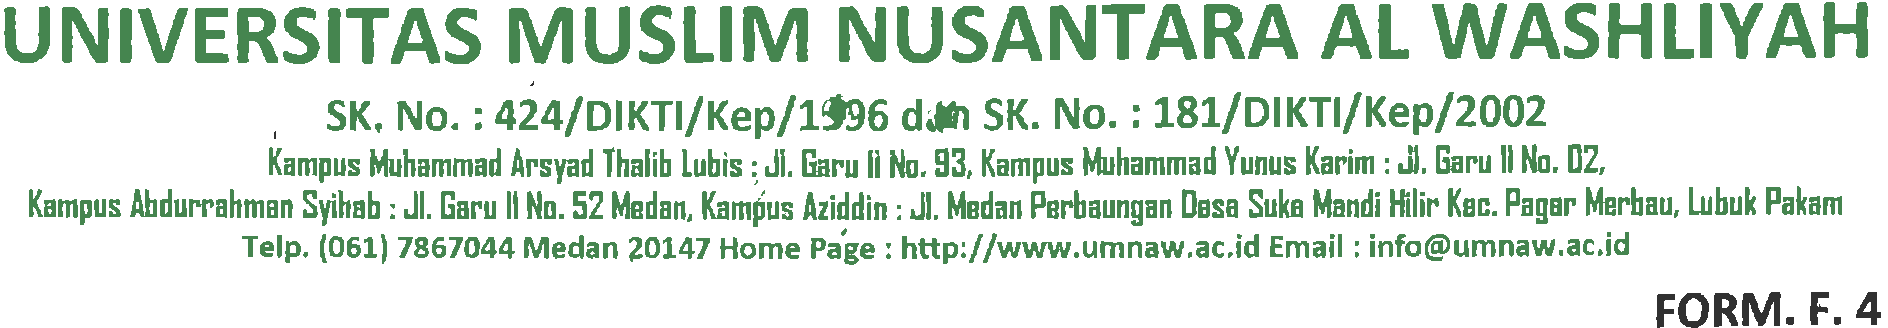 UNIVERSITAS MUSLIM NUSANTARA AL WASHLIYAH
SK. No. : 424/DIKTI/Kep/1996 dan SK. No. : 181/DIKTI/Kep/2002
Kampus Muhammad Arsyad Thalib Lubis : Jl. Garu II No. 93, Kampus Muhammad Yunus Karim : Jl. Garu II No. 02,
Kampus Abdurrahman Syihab : Jl. Garu II No. 52 Medan, Kampus Aziddin : Jl. Medan Perbaungan Desa Suka Mandi Hilir Kec. Pagar Merbau, Lubuk Pakam
Telp. (061) 7867044 Medan 20147 Home Page : http://www.umnaw.ac.id Email : info@umnaw.ac.id
FORM. F. 4